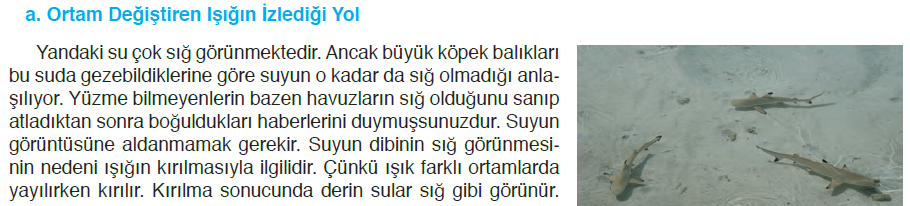 a. Ortam Değiştiren Işığın İzlediği Yol
Yandaki su çok sığ görünmektedir. Ancak büyük köpek balıkları
bu suda gezebildiklerine göre suyun o kadar da sığ olmadığı anla-
şılıyor. Yüzme bilmeyenlerin bazen havuzların sığ olduğunu sanıp
atladıktan sonra boğuldukları haberlerini duymuşsunuzdur. Suyun
görüntüsüne aldanmamak gerekir. Suyun dibinin sığ görünmesi-
nin nedeni ışığın kırılmasıyla ilgilidir. Çünkü ışık farklı ortamlarda
yayılırken kırılır. Kırılma sonucunda derin sular sığ gibi görünür.